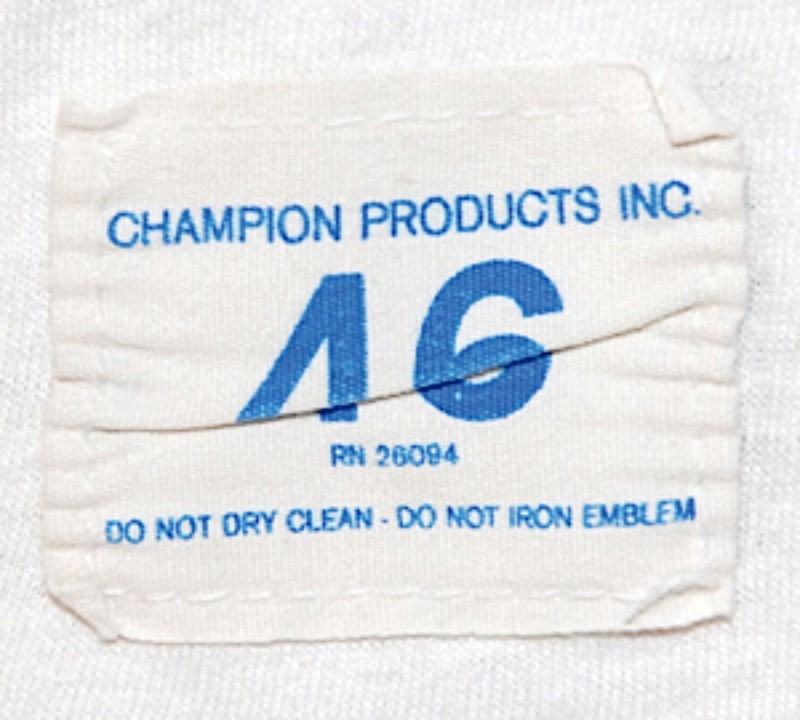 CHAMPION PRODUCTS INC.
46
RN 26094
DO NOT DRY CLEAN - DO NOT IRON EMBLEM